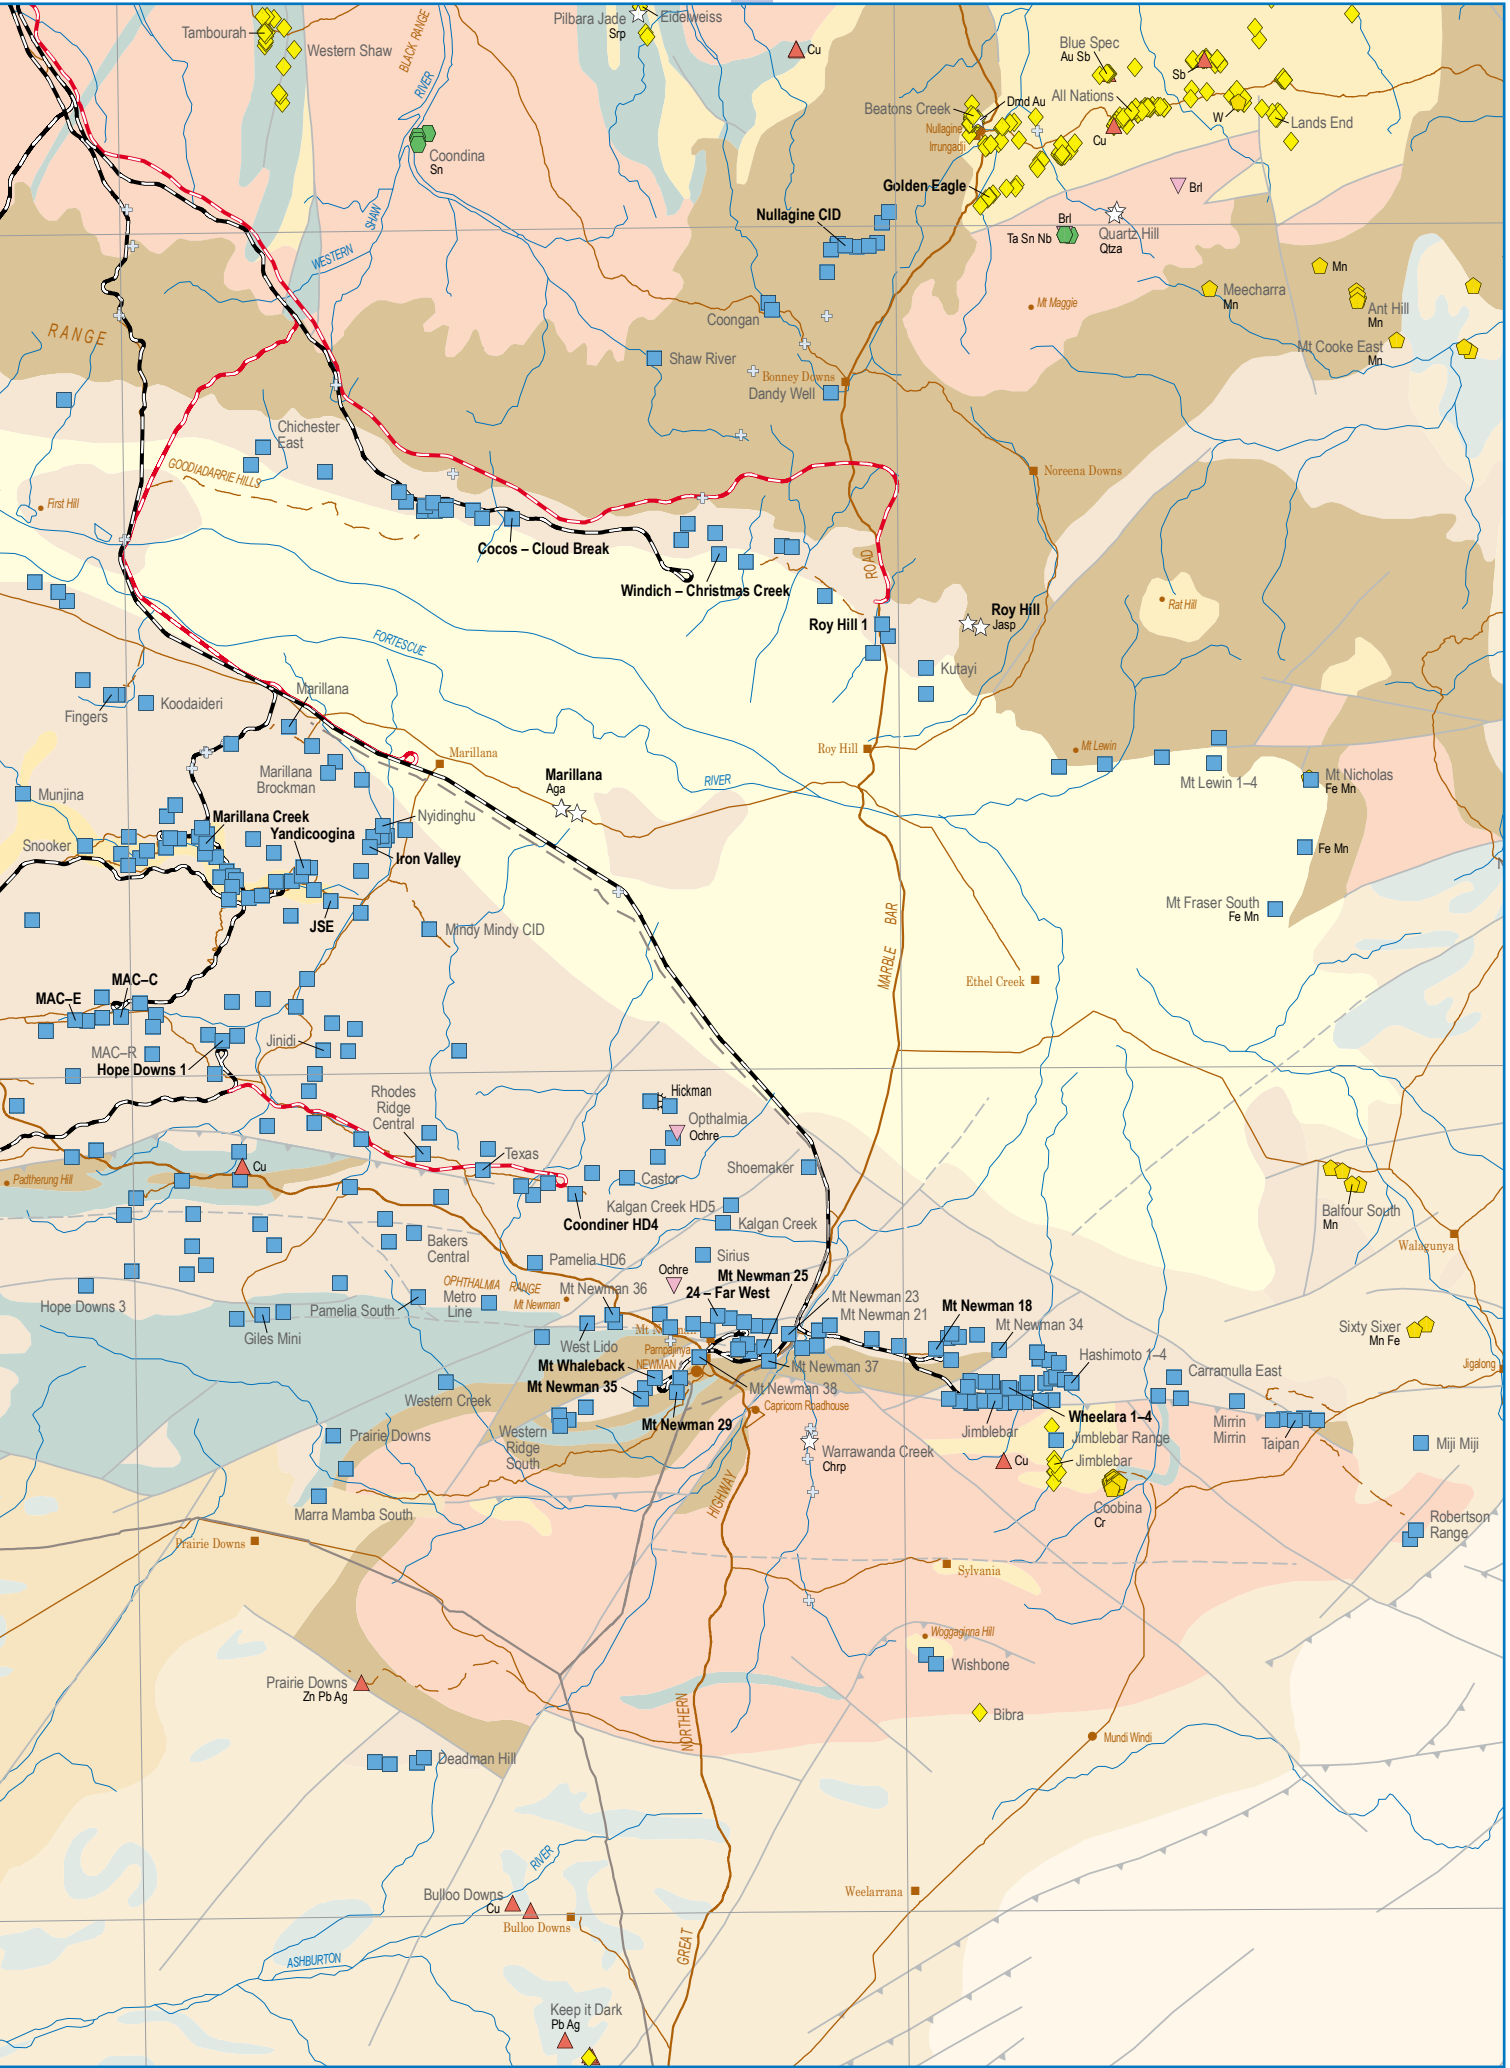 Tambourah
Western Shaw
BLACK RANGE
RIVER
Pilbara Jade
Srp
Eidelweiss
Cu
Blue Spec
Au Sb
Sb
All Nations
W
Cu
Lands End
Beatons Creek
Dmd Au
Nullagine
Irrungadji
Coondina
Sn
Golden Eagle
Brl
Nullagine CID
Brl
Ta Sn Nb
Quartz Hill
Qtza
SHAW
WESTERN
Mn
Meecharra
Mn
Mt Maggie
Ant Hill
Mn
Mt Cooke East
Mn
RANGE
Coongan
Shaw River
Bonney Downs
Dandy Well
Chichester
East
GOODIADARRIE HILLS
First Hill
Noreena Downs
Cocos – Cloud Break
ROAD
Windich – Christmas Creek
Roy Hill 1
Roy Hill
Jasp
Rat Hill
FORTESCUE
Kutayi
Fingers
Koodaideri
Marillana
Marillana
Roy Hill
Mt Lewin
Marillana
Brockman
Marillana
Aga
RIVER
Mt Lewin 1–4
Mt Nicholas
Fe Mn
Munjina
Marillana Creek
Yandicoogina
Nyidinghu
Snooker
Iron Valley
Fe Mn
JSE
Mindy Mindy CID
BAR
MARBLE
Mt Fraser South
Fe Mn
MAC–C
MAC–E
Ethel Creek
MAC–R
Jinidi
Hope Downs 1
Rhodes
Ridge
Central
Hickman
Opthalmia
Ochre
Texas
Shoemaker
Cu
Padtherung Hill
Castor
Kalgan Creek HD5
Coondiner HD4
Kalgan Creek
Balfour South
Mn
Walagunya
Bakers
Central
Pamelia HD6
Sirius
Ochre
OPHTHALMIA RANGE
Mt Newman
Mt Newman 36
Mt Newman 25
24 – Far West
Hope Downs 3
Pamelia South
Metro
Line
Mt Newman 23
Mt Newman 21
Mt Newman 18
Giles Mini
West Lido
Pampajinya
NEWMAN
Mt Newman 34
Sixty Sixer
Mn Fe
Jigalong
Mt Whaleback
Mt Newman 37
Hashimoto 1–4
Carramulla East
Mt Newman 35
Mt Newman 38
Western Creek
Capricorn Roadhouse
Mt Newman 29
Wheelara 1–4
Jimblebar
Jimblebar Range
Mirrin
Mirrin
Taipan
Miji Miji
Prairie Downs
Western
Ridge
South
Warrawanda Creek
Chrp
Cu
Jimblebar
Marra Mamba South
HIGHWAY
Coobina
Cr
Robertson
Range
Prairie Downs
Sylvania
Woggaginna Hill
Wishbone
Prairie Downs
Zn Pb Ag
NORTHERN
Bibra
Mundi Windi
Deadman Hill
RIVER
Bulloo Downs
Cu
Bulloo Downs
Weelarrana
GREAT
ASHBURTON
Keep it Dark
Pb Ag